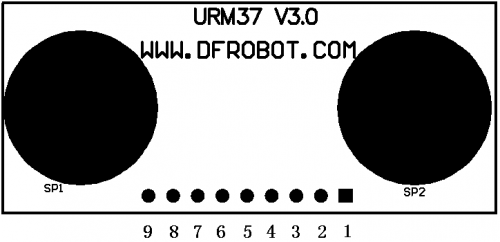 URM37 V3.0
WWW.DFROBOT.COM
SP1
SP2
9 8 7 6 5 4 3 2 1